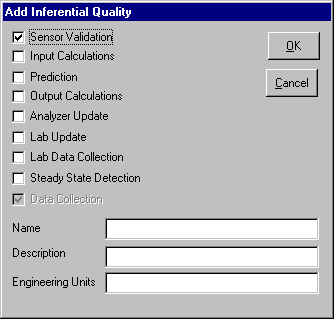 Add Inferential Quality
Sensor Validation
OK
Input Calculations
Prediction
Cancel
Output Calculations
Analyzer Update
Lab Update
Lab Data Collection
Steady State Detection
Data Collection
Name
Description
Engineering Units